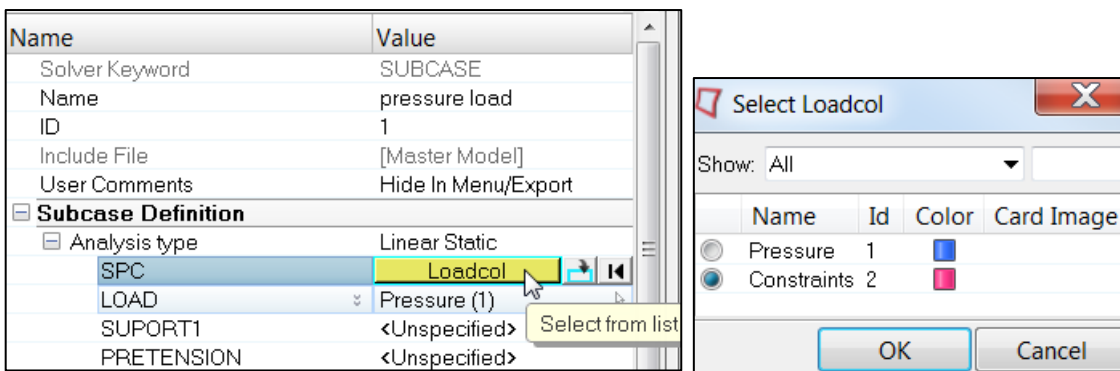 Name Value
Solver Keyword SUBCASE
Name pressure load
ID 1
Include File [Master Model]
User Comments Hide In Menu/Export
Subcase Definition
Analysis type Linear Static
SPC Loadcol
LOAD Pressure (1)
SUPORT1 <Unspecified>
PRETENSION <Unspecified>
Select from list
Select Loadcol
Show: All
Name Id Color Card Image
Pressure 1
Constraints 2
OK Cancel